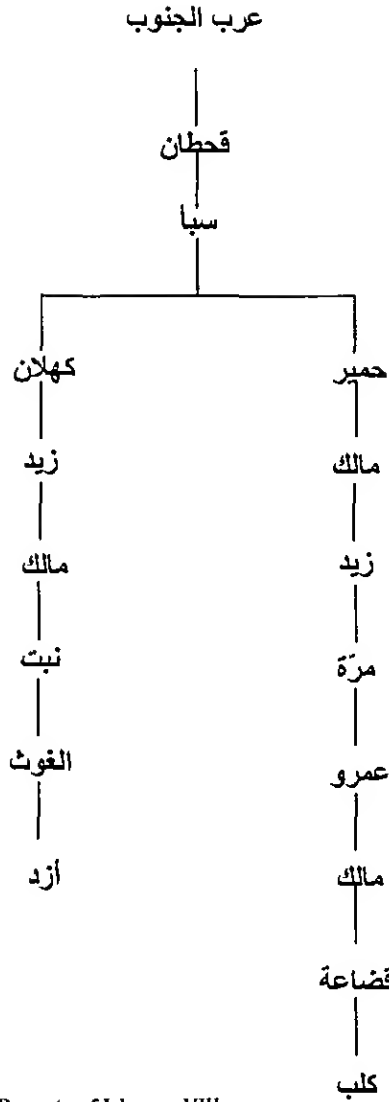 عرب الجنوب
قحطان
سبأ
حمير كهلان
مالك زيد
زيد مالك
مرّة نبت
عمرو الغوث
مالك أزد
قضاعة
كلب